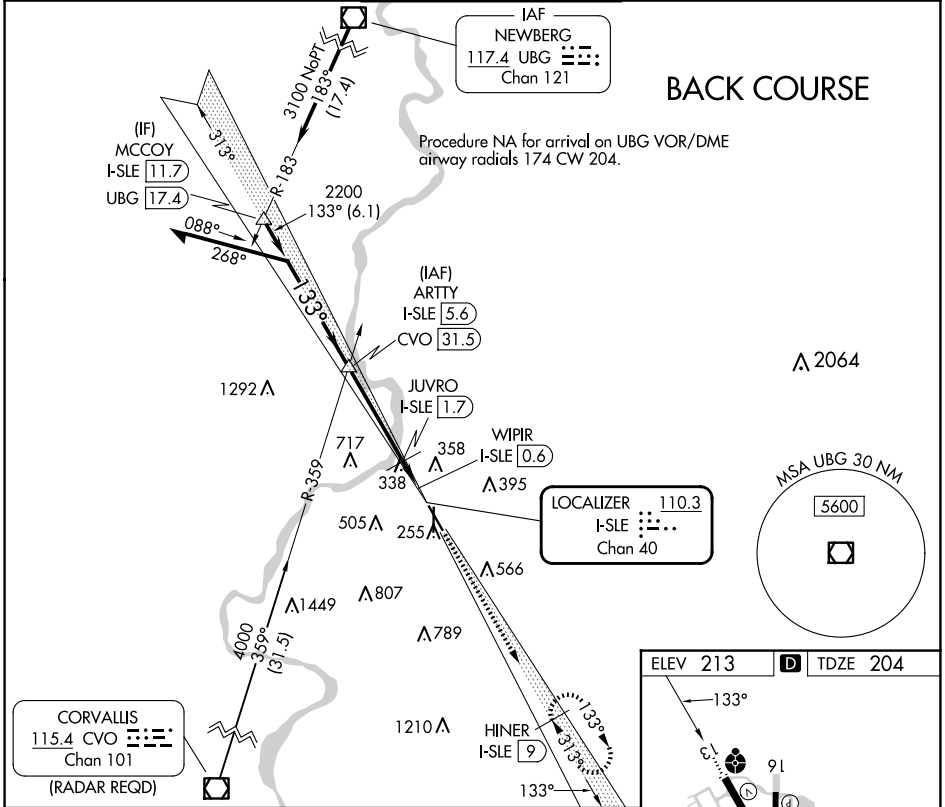 IAF
NEWBERG
117.4 UBG
Chan 121
BACK COURSE
Procedure NA for arrival on UBG VOR/DME
airway radials 174 CW 204.
3100 NoPT
183°
(17.4)
R-183
313°
(IF)
MCCOY
I-SLE 11.7
UBG 17.4
2200
133° (6.1)
088°
268°
133°
(IAF)
ARTTY
I-SLE 5.6
CVO 31.5
2064
1292
JUVRO
I-SLE 1.7
717
358
WIPIR
I-SLE 0.6
338
395
MSA UBG 30 NM
5600
R-359
505
255
LOCALIZER 110.3
I-SLE
Chan 40
566
1449
807
789
4000
359°
(31.5)
ELEV 213 D TDZE 204
133°
CORVALLIS
115.4 CVO
Chan 101
(RADAR REQD)
1210
HINER
I-SLE 9
133°
313°
133°
13
16
V
P